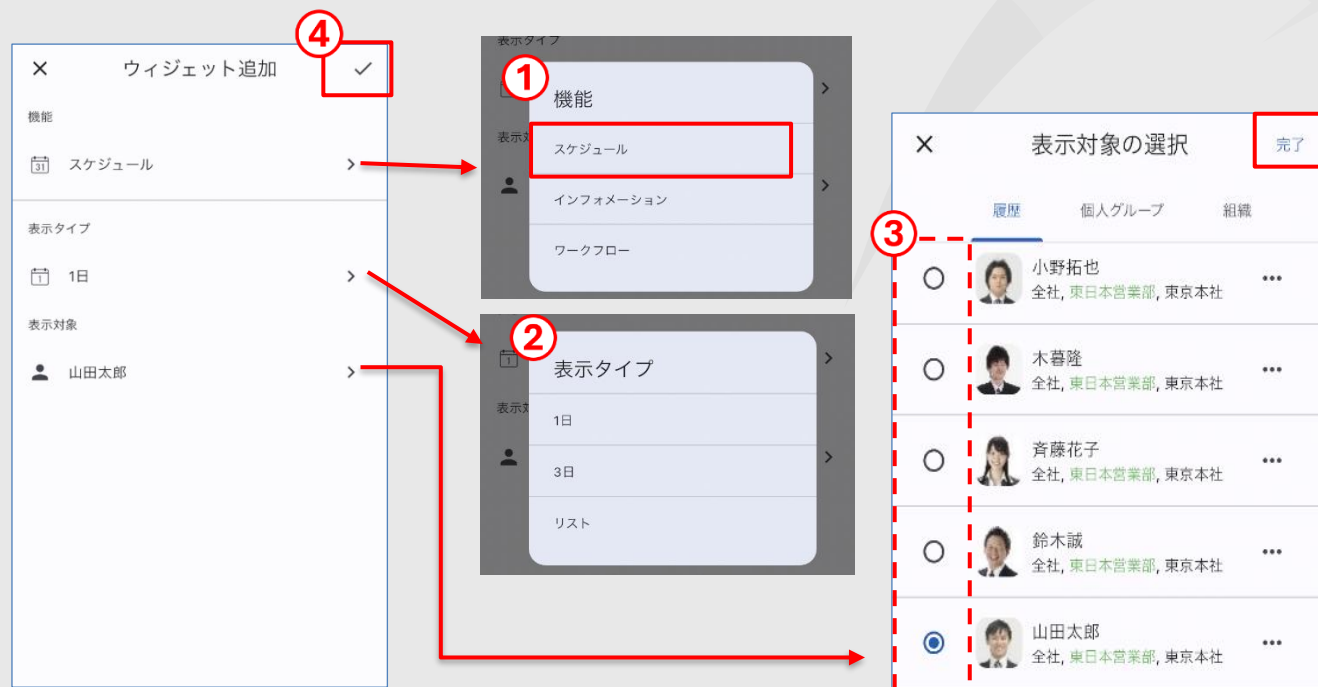 ④
ウィジェット追加
機能
31 スケジュール
表示タイプ
1 1日
表示対象
山田太郎
表示タイプ
①
機能
表示対
スケジュール
インフォメーション
ワークフロー
②
1
表示タイプ
表示対
1日
3日
リスト
表示対象の選択 完了
履歴 個人グループ 組織
③
小野拓也
全社, 東日本営業部, 東京本社
木暮隆
全社, 東日本営業部, 東京本社
斉藤花子
全社, 東日本営業部, 東京本社
鈴木誠
全社, 東日本営業部, 東京本社
山田太郎
全社, 東日本営業部, 東京本社